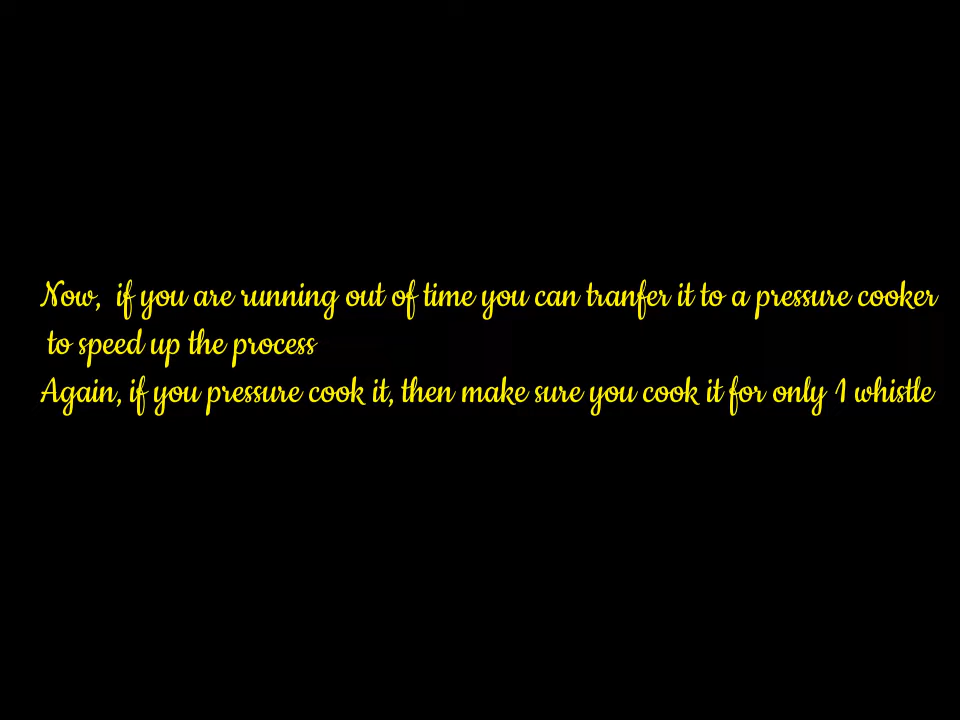 Now, if you are running out of time you can tranfer it to a pressure cooker
to speed up the process
Again, if you pressure cook it, then make sure you cook it for only 1 whistle